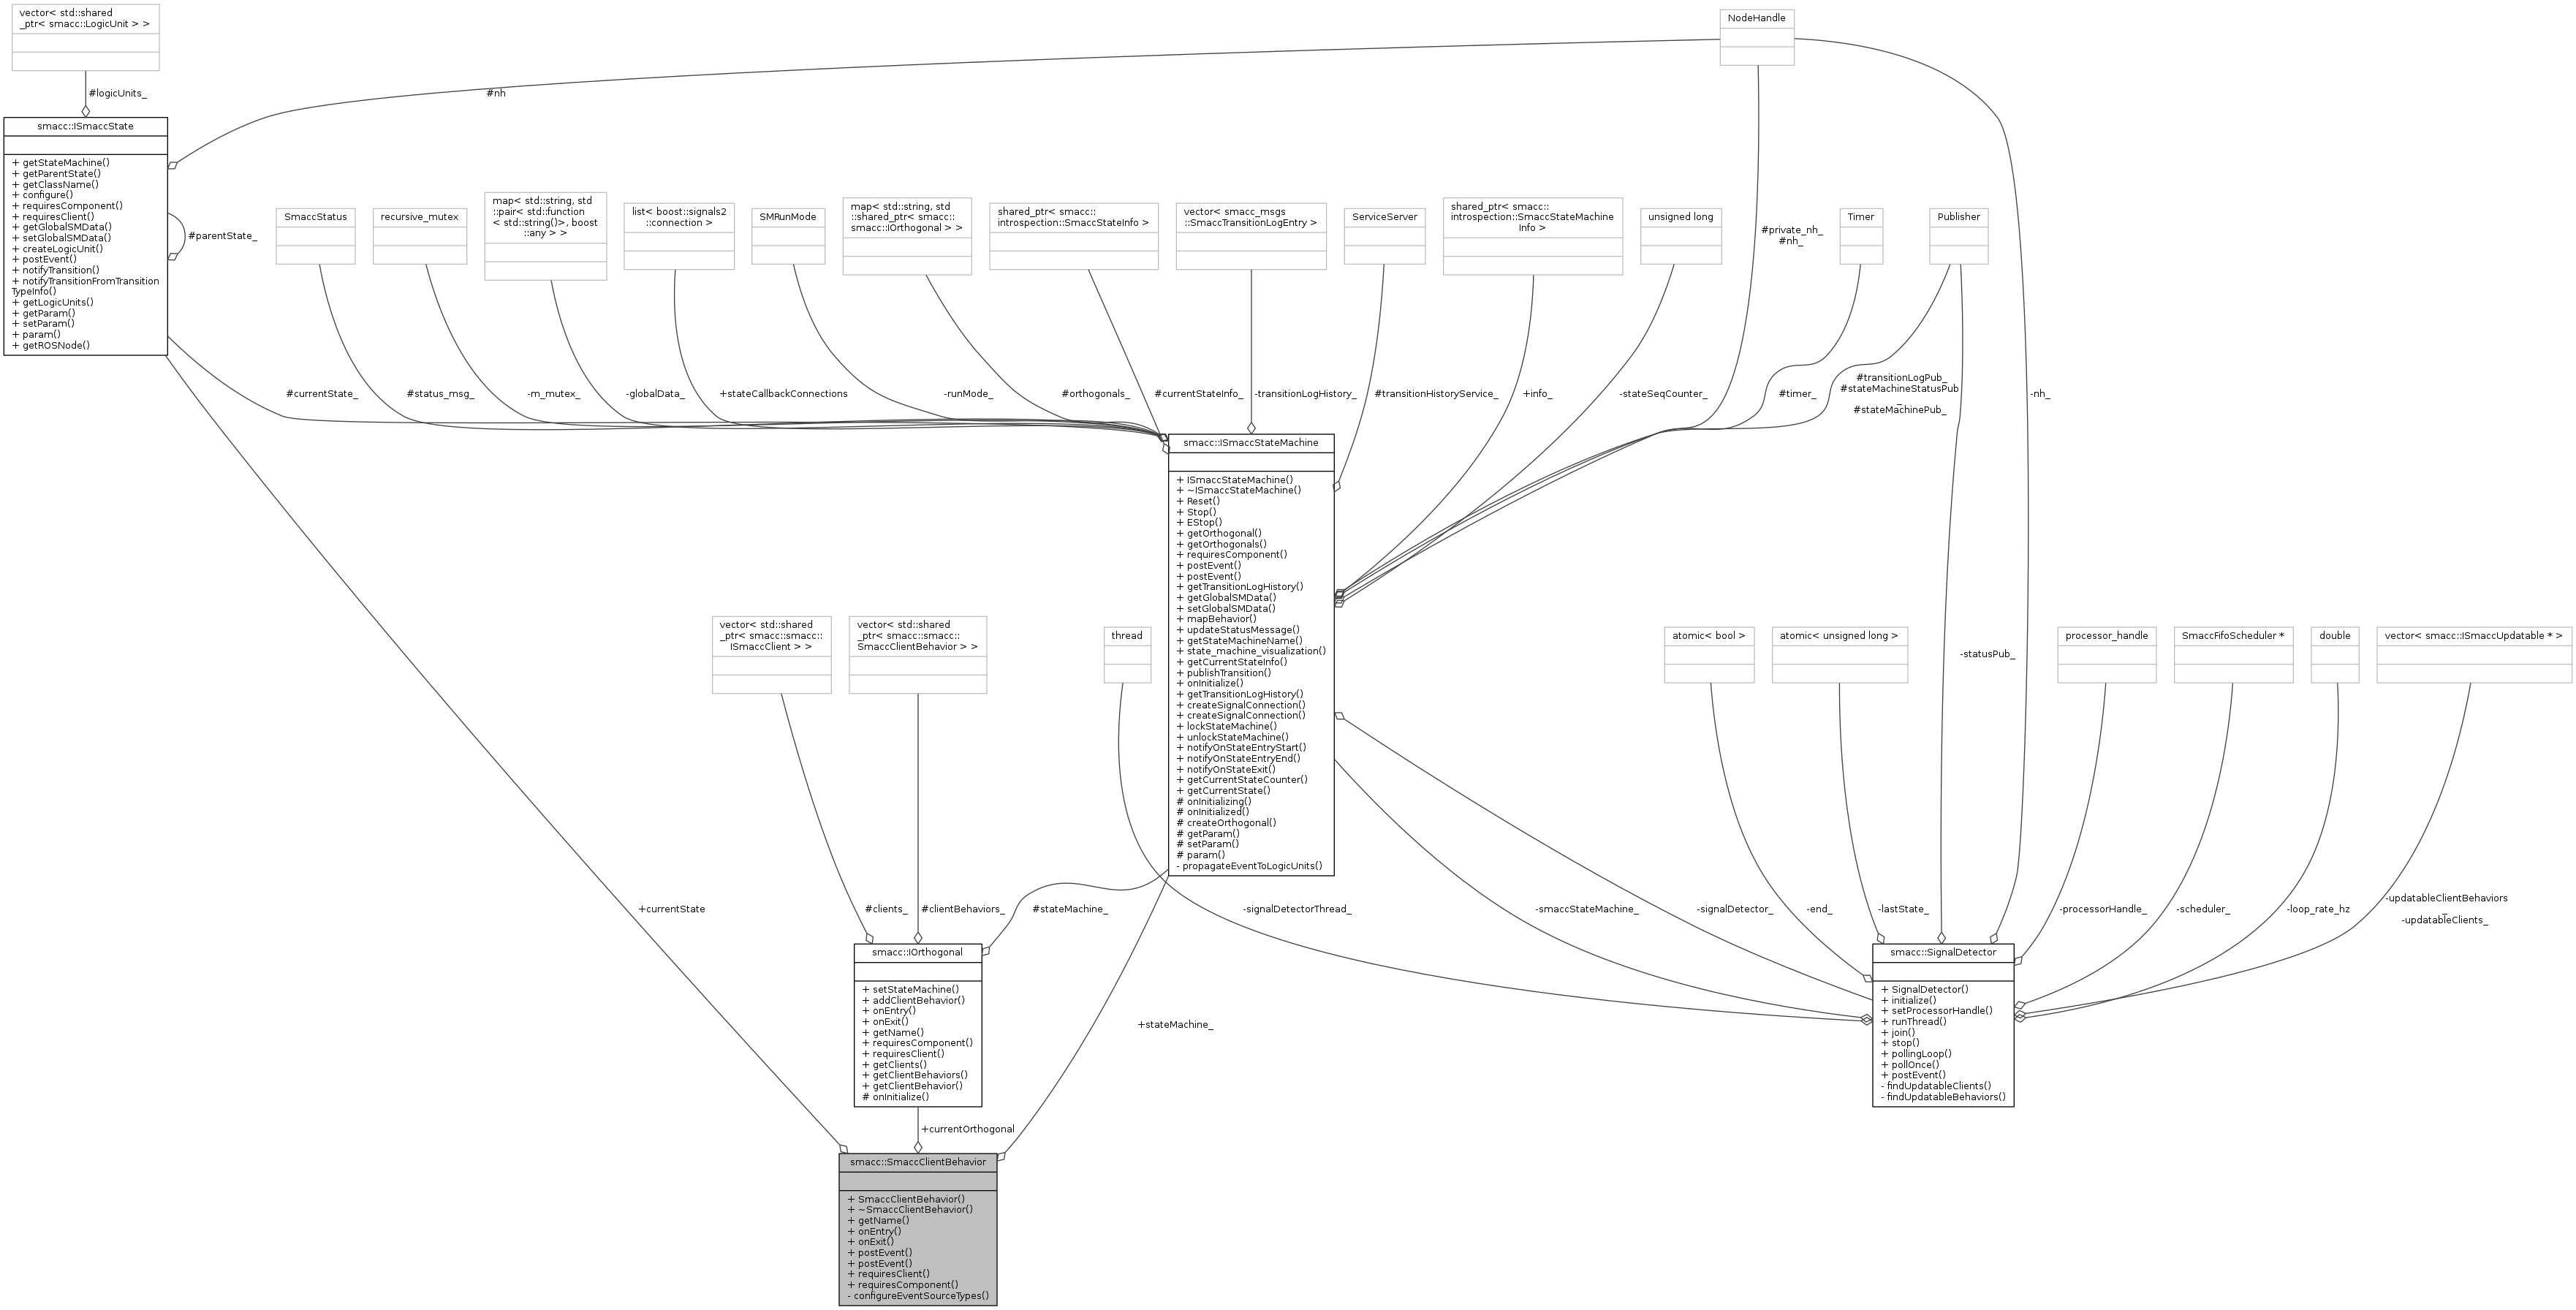 vector< std::shared
_ptr< smacc::LogicUnit > >
NodeHandle
#logicUnits_
#nh
smacc::ISmaccState
+ getStateMachine()
+ getParentState()
+ getClassName()
+ configure()
+ requiresComponent()
+ requiresClient()
+ getGlobalSMData()
+ setGlobalSMData()
+ createLogicUnit()
+ postEvent()
+ notifyTransition()
+ notifyTransitionFromTransition
TypeInfo()
+ getLogicUnits()
+ getParam()
+ setParam()
+ param()
+ getROSNode()
#parentState_
SmaccStatus
recursive_mutex
map< std::string, std
::pair< std::function
< std::string()>, boost
::any > >
list< boost::signals2
::connection >
SMRunMode
map< std::string, std
::shared_ptr< smacc::
smacc::IOrthogonal > >
shared_ptr< smacc::
introspection::SmaccStateInfo >
vector< smacc_msgs
::SmaccTransitionLogEntry >
ServiceServer
shared_ptr< smacc::
introspection::SmaccStateMachine
Info >
unsigned long
#private_nh_
#nh_
Timer
Publisher
#currentState_
#status_msg_
-m_mutex_
-globalData_
+stateCallbackConnections
-runMode_
#orthogonals_
#currentStateInfo_
-transitionLogHistory_
#transitionHistoryService_
+info_
-stateSeqCounter_
#timer_
#transitionLogPub_
#stateMachineStatusPub
_
#stateMachinePub_
-nh_
smacc::ISmaccStateMachine
+ ISmaccStateMachine()
+ ~ISmaccStateMachine()
+ Reset()
+ Stop()
+ EStop()
+ getOrthogonal()
+ getOrthogonals()
+ requiresComponent()
+ postEvent()
+ postEvent()
+ getTransitionLogHistory()
+ getGlobalSMData()
+ setGlobalSMData()
+ mapBehavior()
+ updateStatusMessage()
+ getStateMachineName()
+ state_machine_visualization()
+ getCurrentStateInfo()
+ publishTransition()
+ onInitialize()
+ getTransitionLogHistory()
+ createSignalConnection()
+ createSignalConnection()
+ lockStateMachine()
+ unlockStateMachine()
+ notifyOnStateEntryStart()
+ notifyOnStateEntryEnd()
+ notifyOnStateExit()
+ getCurrentStateCounter()
+ getCurrentState()
# onInitializing()
# onInitialized()
# createOrthogonal()
# getParam()
# setParam()
# param()
- propagateEventToLogicUnits()
vector< std::shared
_ptr< smacc::smacc::
ISmaccClient > >
vector< std::shared
_ptr< smacc::smacc::
SmaccClientBehavior > >
thread
atomic< bool >
atomic< unsigned long >
-statusPub_
processor_handle
SmaccFifoScheduler *
double
vector< smacc::ISmaccUpdatable * >
+currentState
#clients_
#clientBehaviors_
#stateMachine_
-signalDetectorThread_
-smaccStateMachine_
-signalDetector_
-end_
-lastState_
-processorHandle_
-scheduler_
-loop_rate_hz
-updatableClientBehaviors
_
-updatableClients_
smacc::IOrthogonal
+ setStateMachine()
+ addClientBehavior()
+ onEntry()
+ onExit()
+ getName()
+ requiresComponent()
+ requiresClient()
+ getClients()
+ getClientBehaviors()
+ getClientBehavior()
# onInitialize()
+stateMachine_
smacc::SignalDetector
+ SignalDetector()
+ initialize()
+ setProcessorHandle()
+ runThread()
+ join()
+ stop()
+ pollingLoop()
+ pollOnce()
+ postEvent()
- findUpdatableClients()
- findUpdatableBehaviors()
+currentOrthogonal
smacc::SmaccClientBehavior
+ SmaccClientBehavior()
+ ~SmaccClientBehavior()
+ getName()
+ onEntry()
+ onExit()
+ postEvent()
+ postEvent()
+ requiresClient()
+ requiresComponent()
- configureEventSourceTypes()